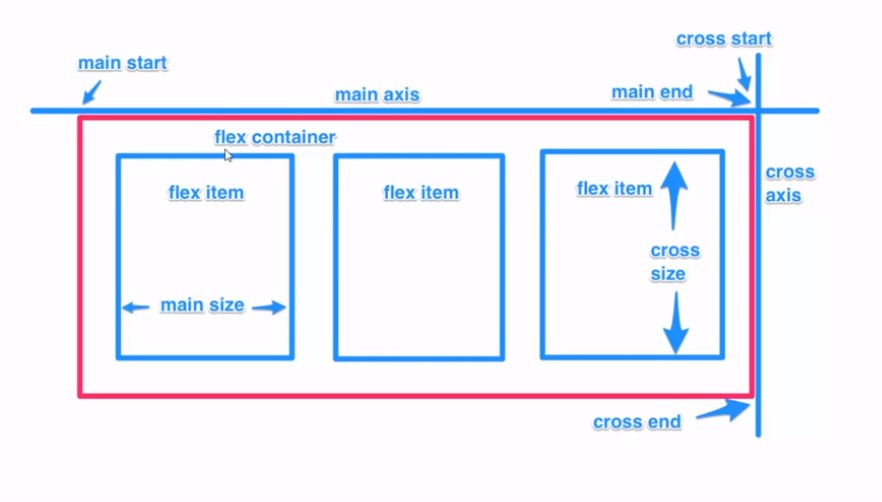 cross start
main start
main axis
main end
flex container
flex item
flex item
flex item
cross
axis
cross
size
main size
cross end